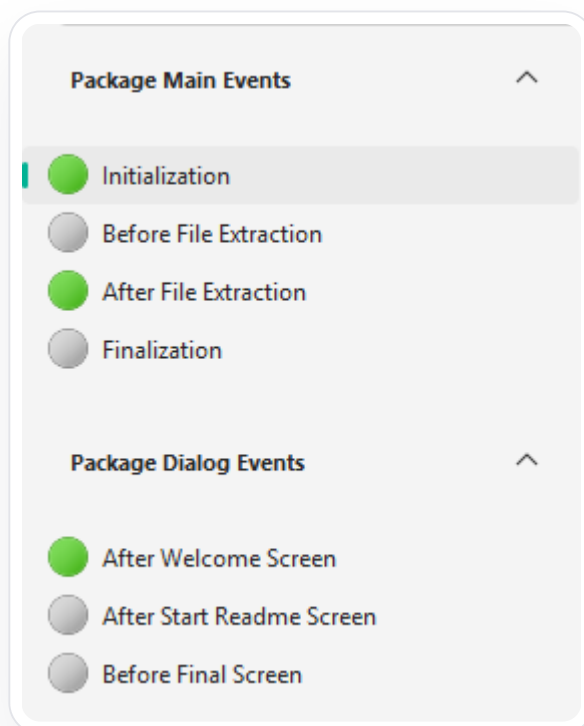 Package Main Events
Initialization
Before File Extraction
After File Extraction
Finalization
Package Dialog Events
After Welcome Screen
After Start Readme Screen
Before Final Screen